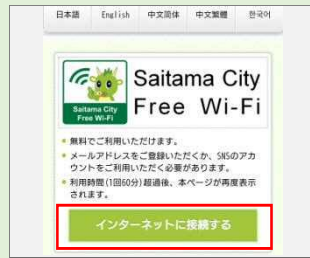 日本語 English 中文简体 中文繁體 한국어
Saitama City
Free Wi-Fi
Saitama City
Free Wi-Fi
無料でご利用いただけます。
メールアドレスをご登録いただくか、SNSのアカ
ウントをご利用いただく必要があります。
利用時間(1回60分)超過後、本ページが再度表示
されます。
インターネットに接続する